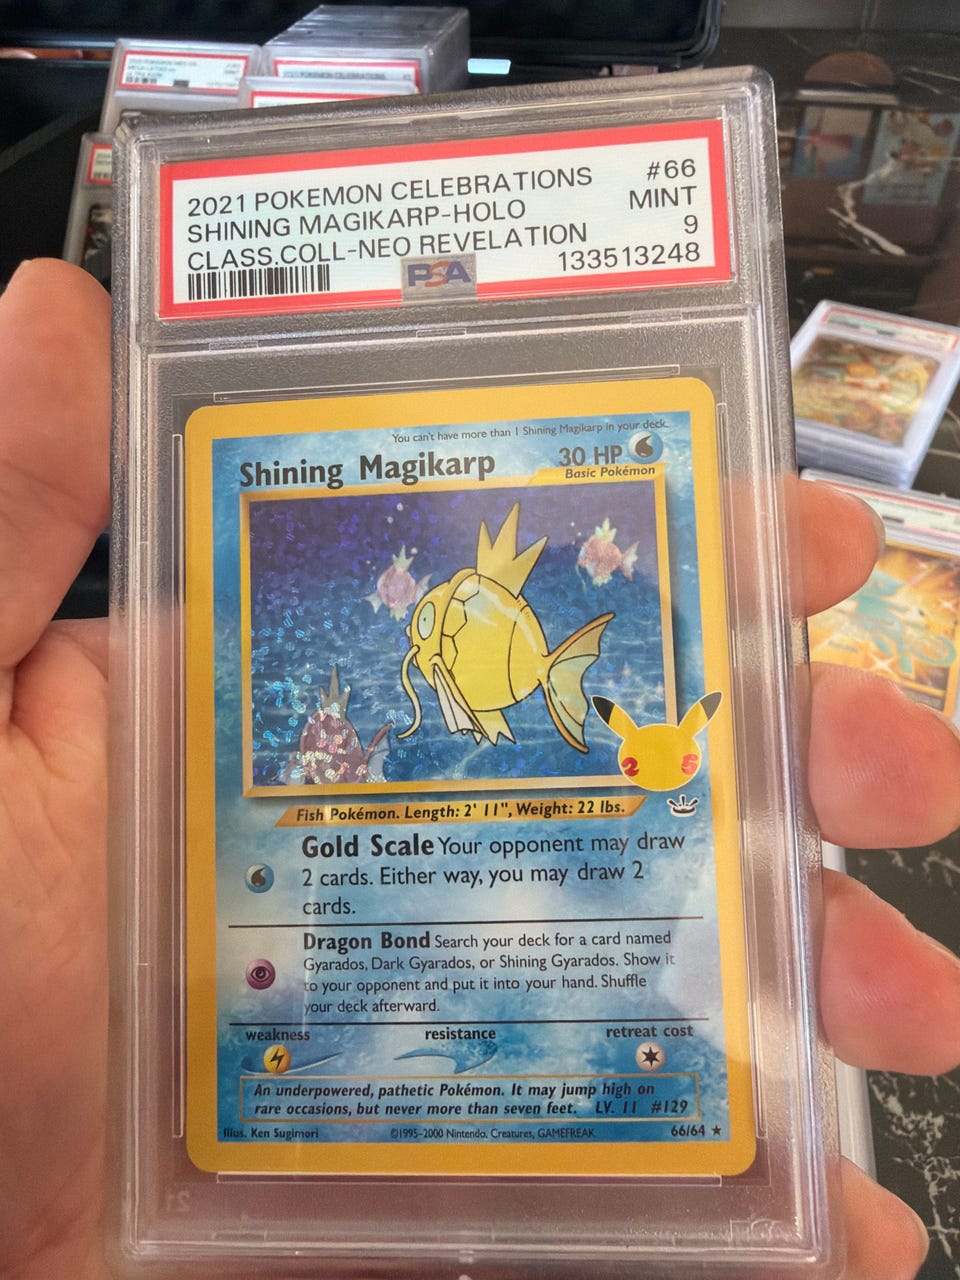 2021 POKEMON CELEBRATIONS #66
SHINING MAGIKARP-HOLO MINT
CLASS.COLL-NEO REVELATION 9
PSA 133513248
You can't have more than 1 Shining Magikarp in your deck.
Shining Magikarp 30 HP
Basic Pokémon
25
Fish Pokémon. Length: 2' 11", Weight: 22 lbs.
Gold Scale Your opponent may draw
2 cards. Either way, you may draw 2
cards.
Dragon Bond Search your deck for a card named
Gyarados, Dark Gyarados, or Shining Gyarados. Show it
to your opponent and put it into your hand. Shuffle
your deck afterward.
weakness resistance retreat cost
An underpowered, pathetic Pokémon. It may jump high on
rare occasions, but never more than seven feet. LV. 11 #129
Illus. Ken Sugimori ©1995-2000 Nintendo, Creatures, GAMEFREAK. 66/64 ★